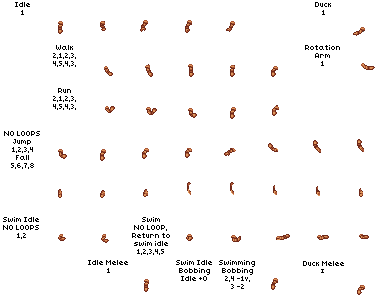 Idle
1
Duck
1
Walk
2,1,2,3,
4,5,4,3,
Rotation
Arm
1
Run
2,1,2,3,
4,5,4,3,
NO LOOPS
Jump
1,2,3,4
Fall
5,6,7,8
Swim Idle
NO LOOPS
1,2
Swim
NO LOOP,
Return to
swim idle
1,2,3,4,5
Idle Melee
1
Swim Idle
Bobbing
Idle +0
Swimming
Bobbing
2,4 -1v,
3 -2
Duck Melee
1